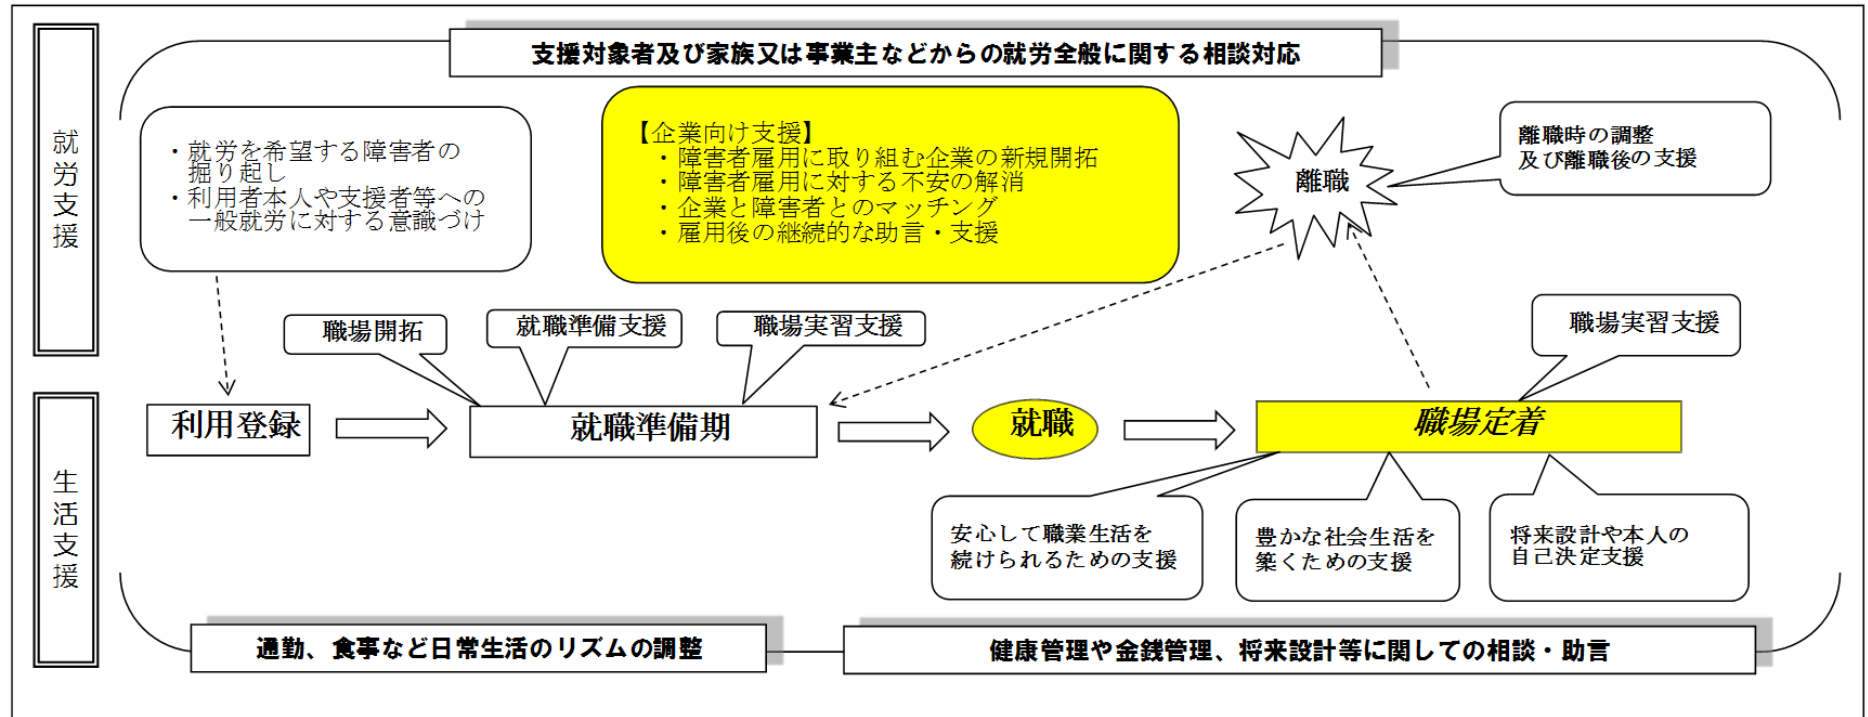 就労支援
支援対象者及び家族又は事業主などからの就労全般に関する相談対応
・就労を希望する障害者の
掘り起し
・利用者本人や支援者等への
一般就労に対する意識づけ
【企業向け支援】
・障害者雇用に取り組む企業の新規開拓
・障害者雇用に対する不安の解消
・企業と障害者とのマッチング
・雇用後の継続的な助言・支援
離職
離職時の調整
及び離職後の支援
職場開拓
就職準備支援
職場実習支援
職場実習支援
利用登録
就職準備期
就職
職場定着
生活支援
安心して職業生活を
続けられるための支援
豊かな社会生活を
築くための支援
将来設計や本人の
自己決定支援
通勤、食事など日常生活のリズムの調整
健康管理や金銭管理、将来設計等に関しての相談・助言